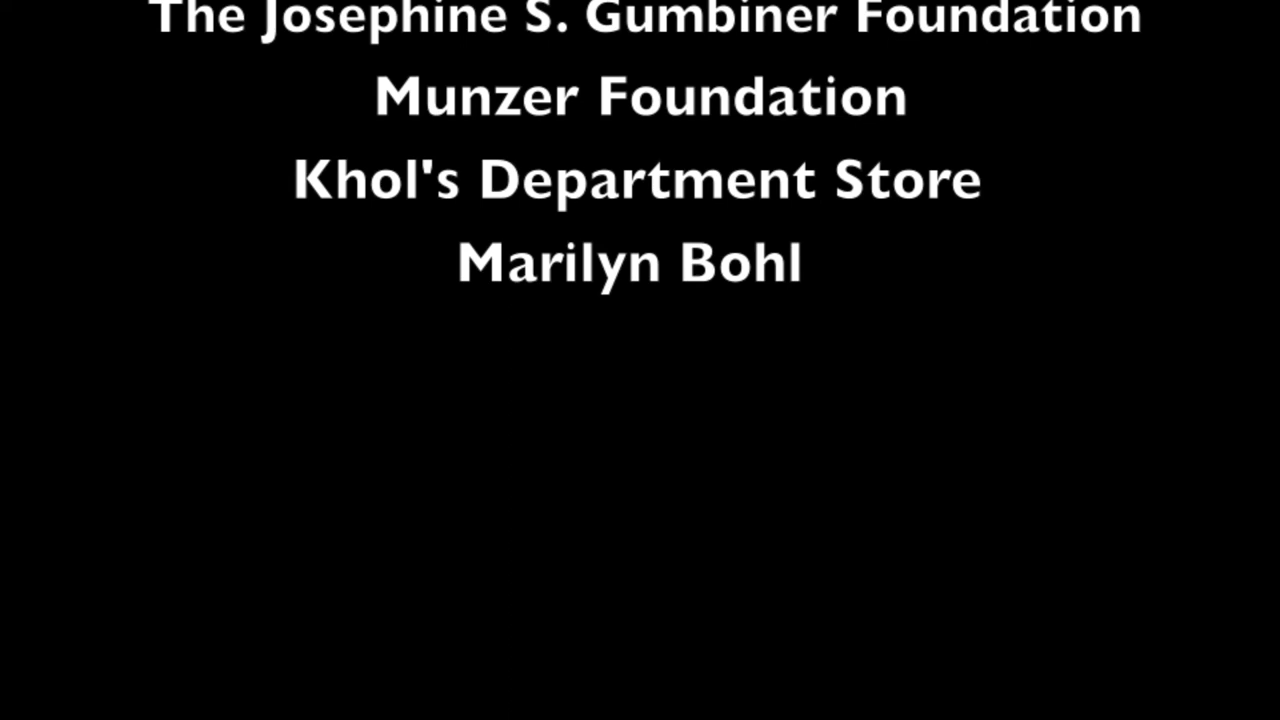 The Josephine S. Gumbiner Foundation
Munzer Foundation
Khol's Department Store
Marilyn Bohl